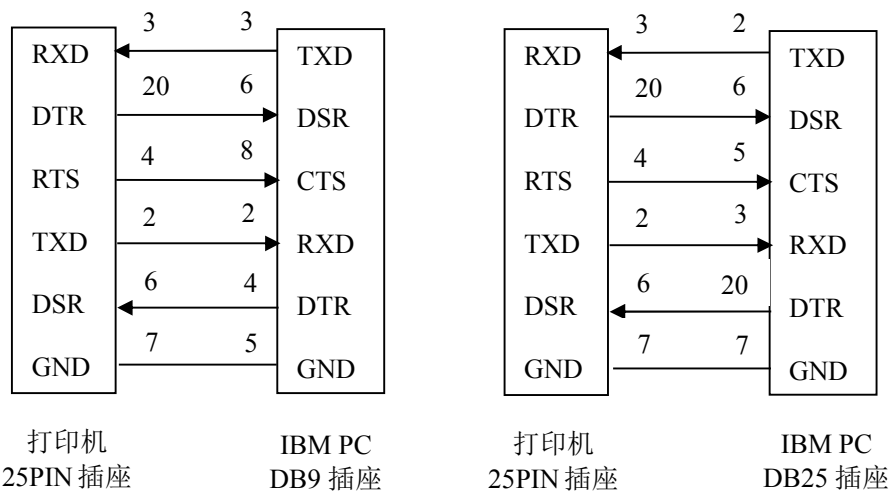 3 3
RXD TXD
20 6
DTR DSR
4 8
RTS CTS
2 2
TXD RXD
6 4
DSR DTR
7 5
GND GND
打印机
25PIN 插座
IBM PC
DB9 插座
3 2
RXD TXD
20 6
DTR DSR
4 5
RTS CTS
2 3
TXD RXD
6 20
DSR DTR
7 7
GND GND
打印机
25PIN 插座
IBM PC
DB25 插座